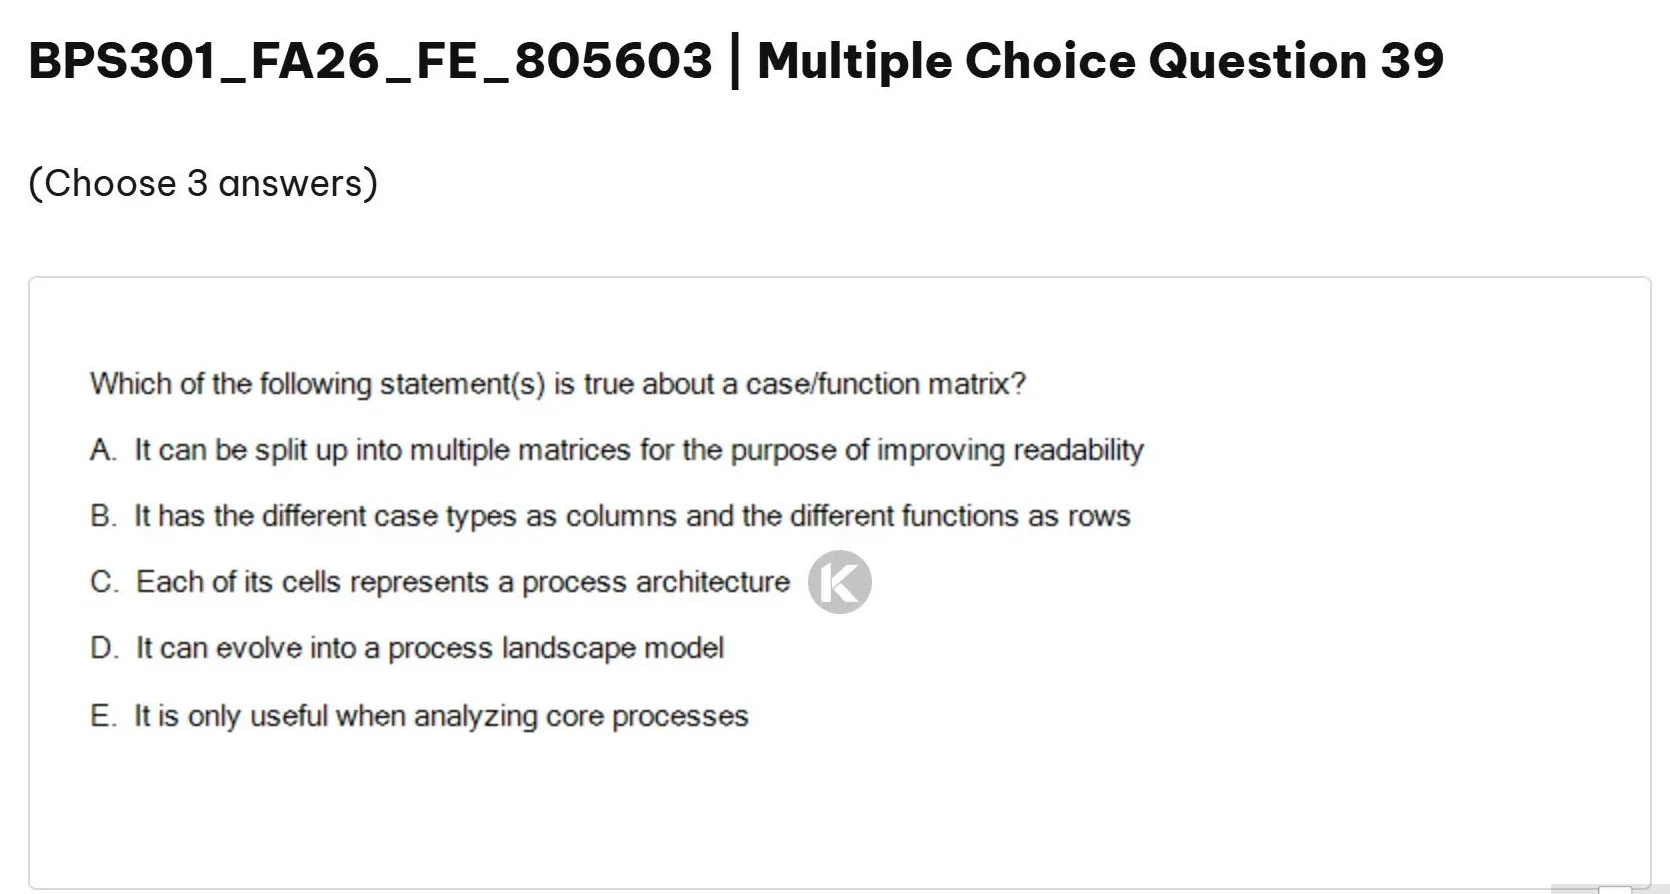 BPS301_FA26_FE_805603 | Multiple Choice Question 39
(Choose 3 answers)
Which of the following statement(s) is true about a case/function matrix?
A. It can be split up into multiple matrices for the purpose of improving readability
B. It has the different case types as columns and the different functions as rows
C. Each of its cells represents a process architecture
K
D. It can evolve into a process landscape model
E. It is only useful when analyzing core processes